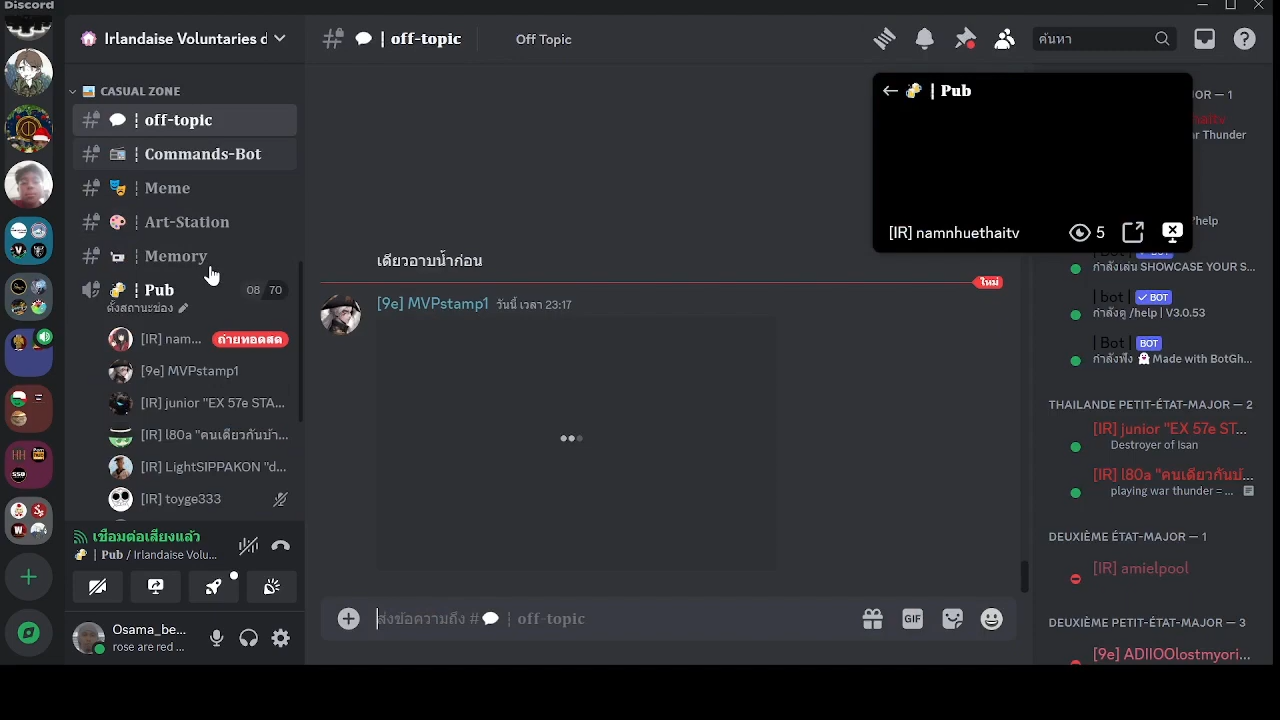 Discord
Irlandaise Voluntaries d
CASUAL ZONE
off-topic
Commands-Bot
Meme
Art-Station
Memory
Pub
08 70
ตั้งสถานะช่อง
[IR] nam... ถ่ายทอดสด
[9e] MVPstamp1
[IR] junior "EX 57e STA...
[IR] l80a "คนเดียวกันบ้า...
[IR] LightSIPPAKON "d...
[IR] toyge333
เชื่อมต่อเสียงแล้ว
Pub / Irlandaise Volu...
Osama_be...
rose are red ...
| off-topic
Off Topic
ค้นหา
เดียวอาบน้ำก่อน
ใหม่
[9e] MVPstamp1 วันนี้ เวลา 23:17
ส่งข้อความถึง # | off-topic
| Pub
[IR] namnhuethaitv
5
OR — 1
r Thunder
/help
BOT
กำลังเล่น SHOWCASE YOUR S...
| bot | BOT
กำลังดู /help | V3.0.53
| Bot | BOT
กำลังฟัง Made with BotGh...
THAILANDE PETIT-ÉTAT-MAJOR — 2
[IR] junior "EX 57e ST...
Destroyer of Isan
[IR] l80a "คนเดียวกันบ้...
playing war thunder = ...
DEUXIÈME ÉTAT-MAJOR — 1
[IR] amielpool
DEUXIÈME PETIT-ÉTAT-MAJOR — 3
[9e] ADIIOOlostmyori...
GIF